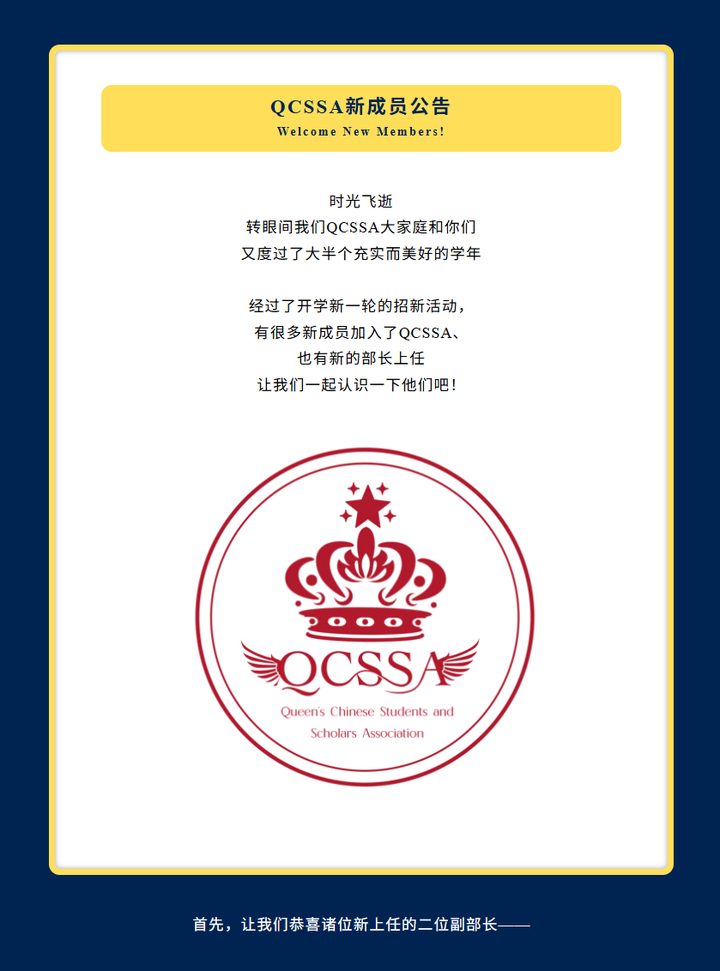 QCSSA新成员公告
Welcome New Members!
时光飞逝
转眼间我们QCSSA大家庭和你们
又度过了大半个充实而美好的学年
经过了开学新一轮的招新活动，
有很多新成员加入了QCSSA、
也有新的部长上任
让我们一起认识一下他们吧！
QCSSA
Queen's Chinese Students and
Scholars Association
首先，让我们恭喜诸位新上任的二位副部长——